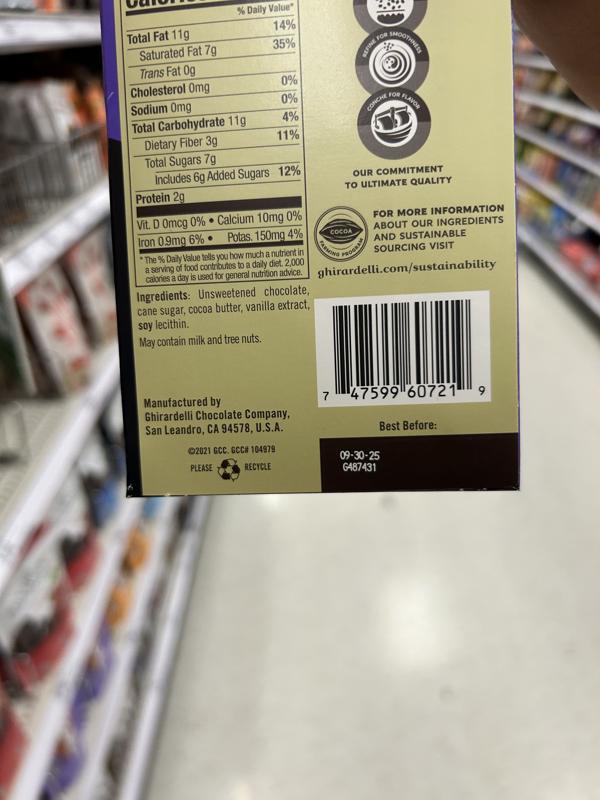 % Daily Value*
Total Fat 11g 14%
Saturated Fat 7g 35%
Trans Fat 0g
Cholesterol 0mg 0%
Sodium 0mg 0%
Total Carbohydrate 11g 4%
Dietary Fiber 3g 11%
Total Sugars 7g
Includes 6g Added Sugars 12%
Protein 2g
Vit. D 0mcg 0% • Calcium 10mg 0%
Iron 0.9mg 6% • Potas. 150mg 4%
* The % Daily Value tells you how much a nutrient in
a serving of food contributes to a daily diet. 2,000
calories a day is used for general nutrition advice.
Ingredients: Unsweetened chocolate,
cane sugar, cocoa butter, vanilla extract,
soy lecithin.
May contain milk and tree nuts.
Manufactured by
Ghirardelli Chocolate Company,
San Leandro, CA 94578, U.S.A.
©2021 GCC. GCC# 104979
PLEASE RECYCLE
REFINE FOR SMOOTHNESS
CONCHE FOR FLAVOR
OUR COMMITMENT
TO ULTIMATE QUALITY
COCOA
FARMING PROGRAM
FOR MORE INFORMATION
ABOUT OUR INGREDIENTS
AND SUSTAINABLE
SOURCING VISIT
ghirardelli.com/sustainability
7 47599 60721 9
Best Before:
09-30-25
G487431